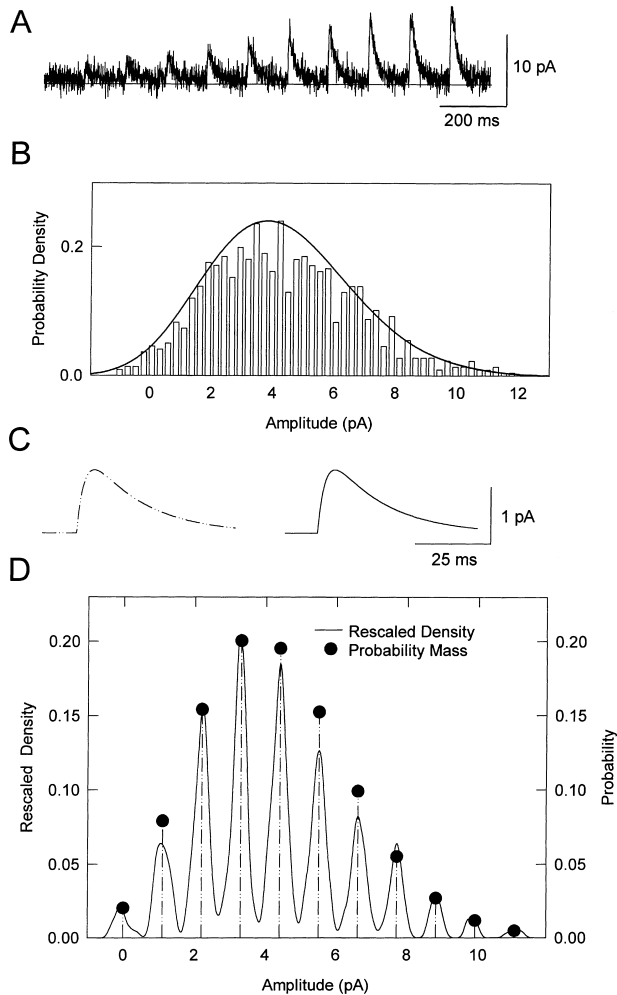 A
10 pA
200 ms
B
Probability Density
0.2
0.0
0 2 4 6 8 10 12
Amplitude (pA)
C
1 pA
25 ms
D
Rescaled Density
Probability Mass
Rescaled Density
0.20
0.15
0.10
0.05
0.00
0.20
0.15
0.10
0.05
0.00
Probability
0 2 4 6 8 10
Amplitude (pA)